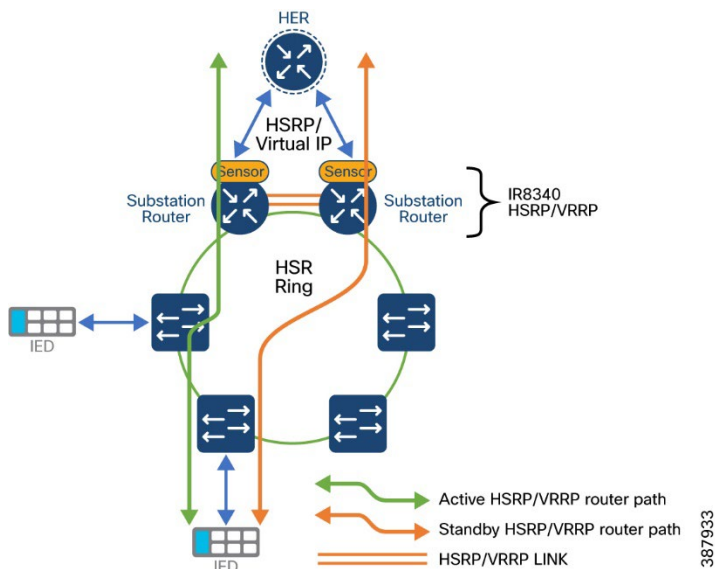 HER
HSRP/
Virtual IP
Sensor
Sensor
Substation
Router
Substation
Router
IR8340
HSRP/VRRP
HSR
Ring
IED
IED
Active HSRP/VRRP router path
Standby HSRP/VRRP router path
HSRP/VRRP LINK
387933